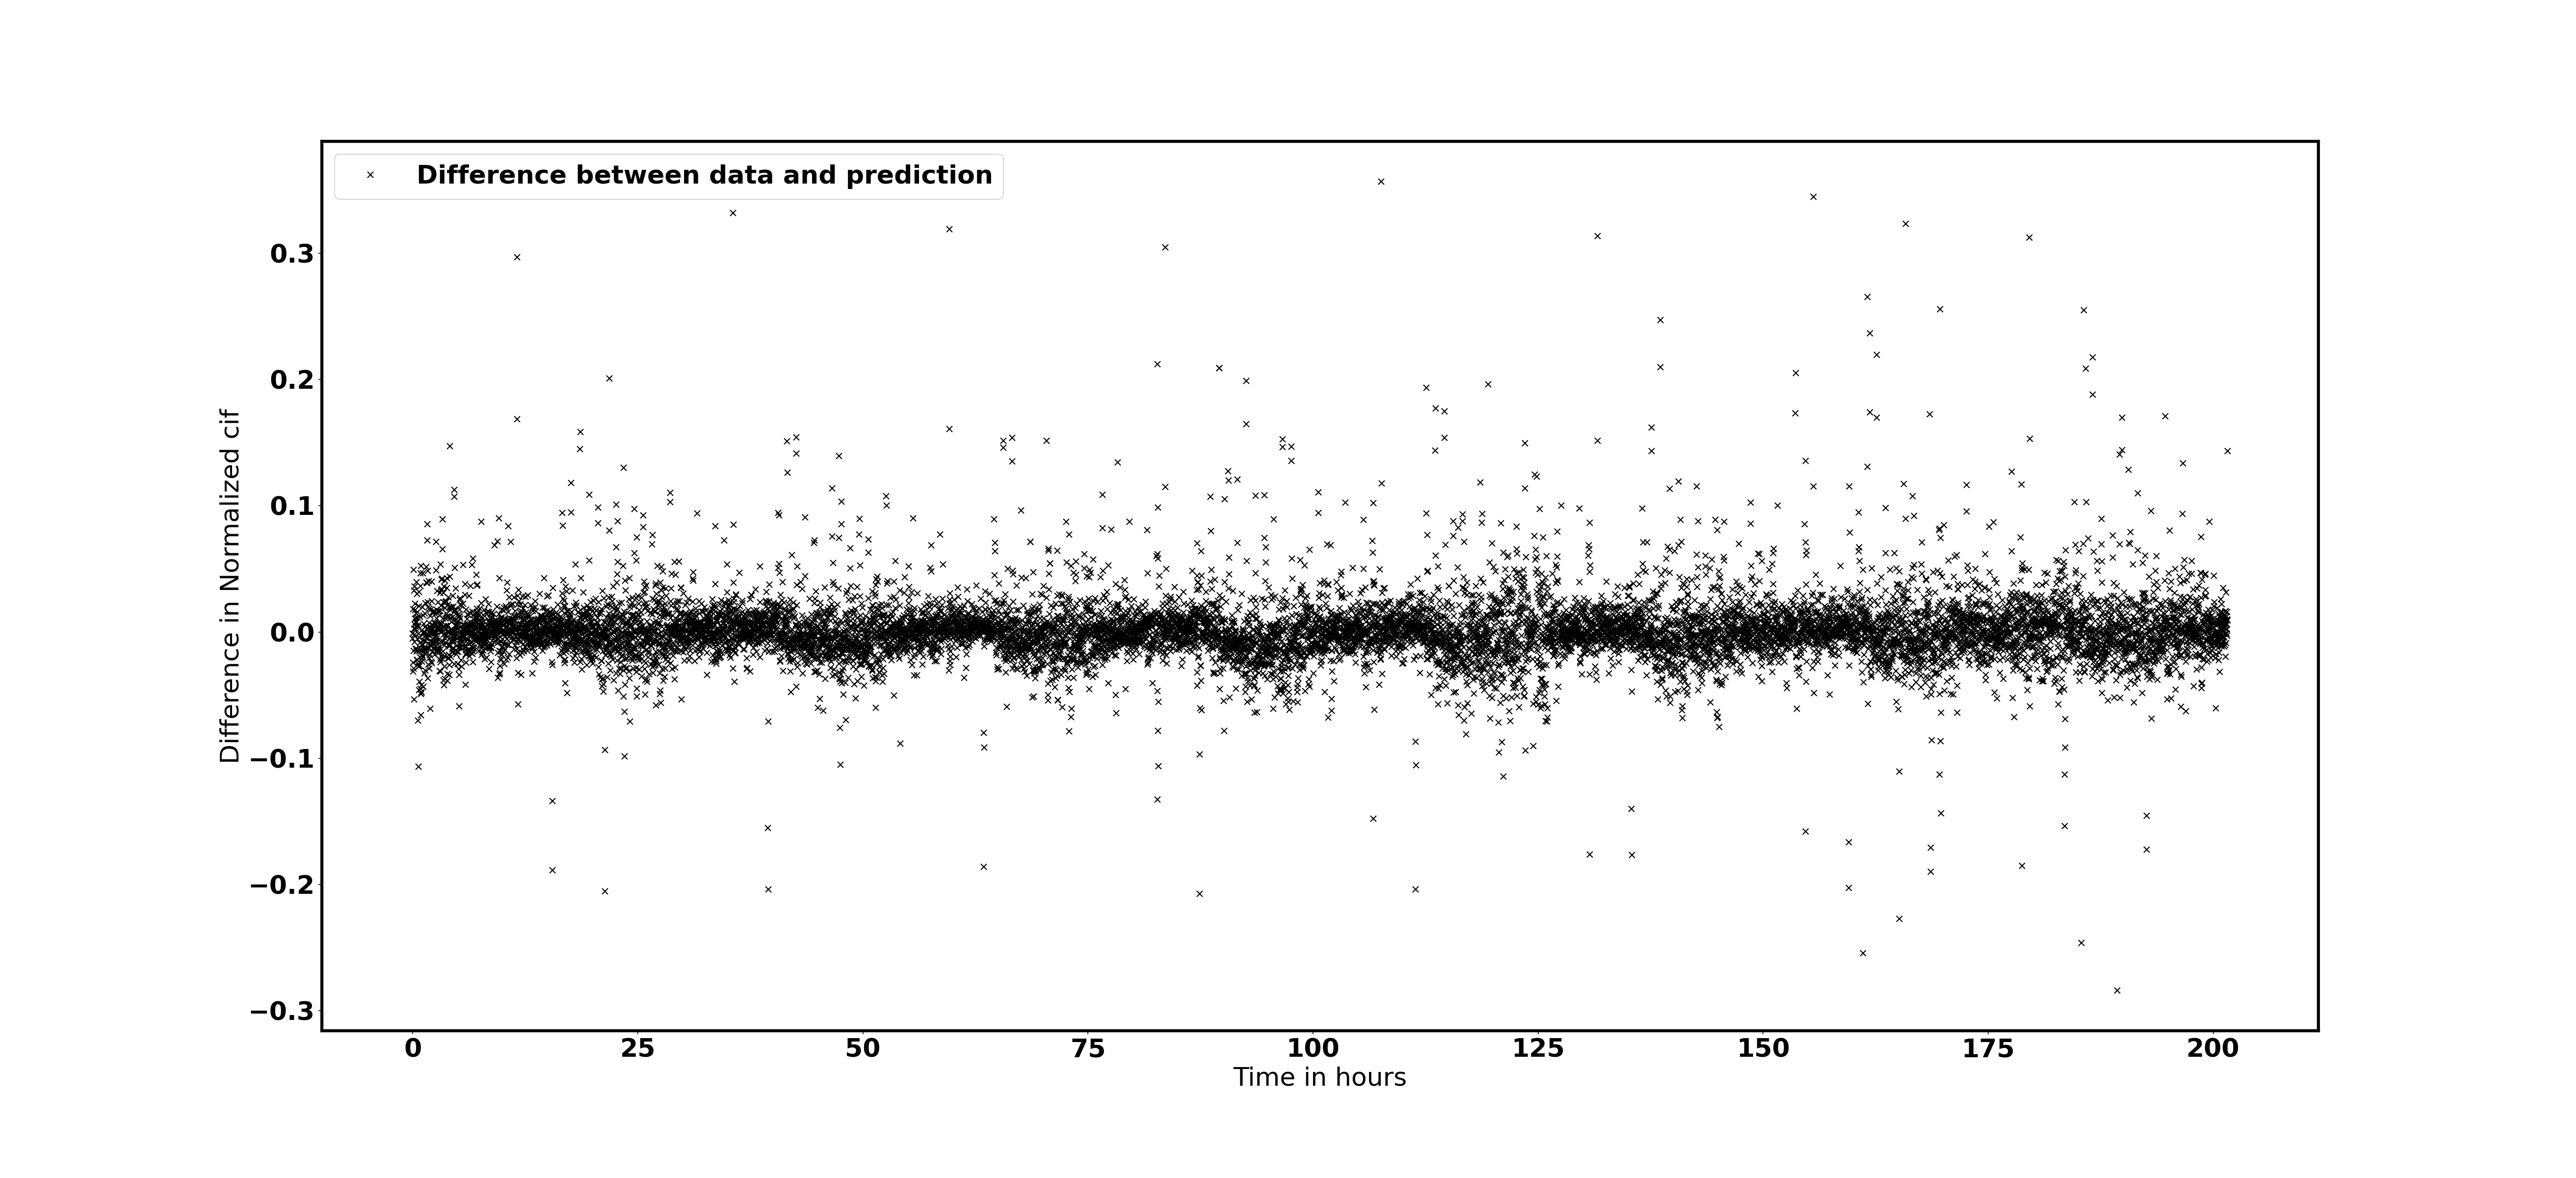 Difference between data and prediction
Difference in Normalized cif
0.3
0.2
0.1
0.0
−0.1
−0.2
−0.3
0 25 50 75 100 125 150 175 200
Time in hours